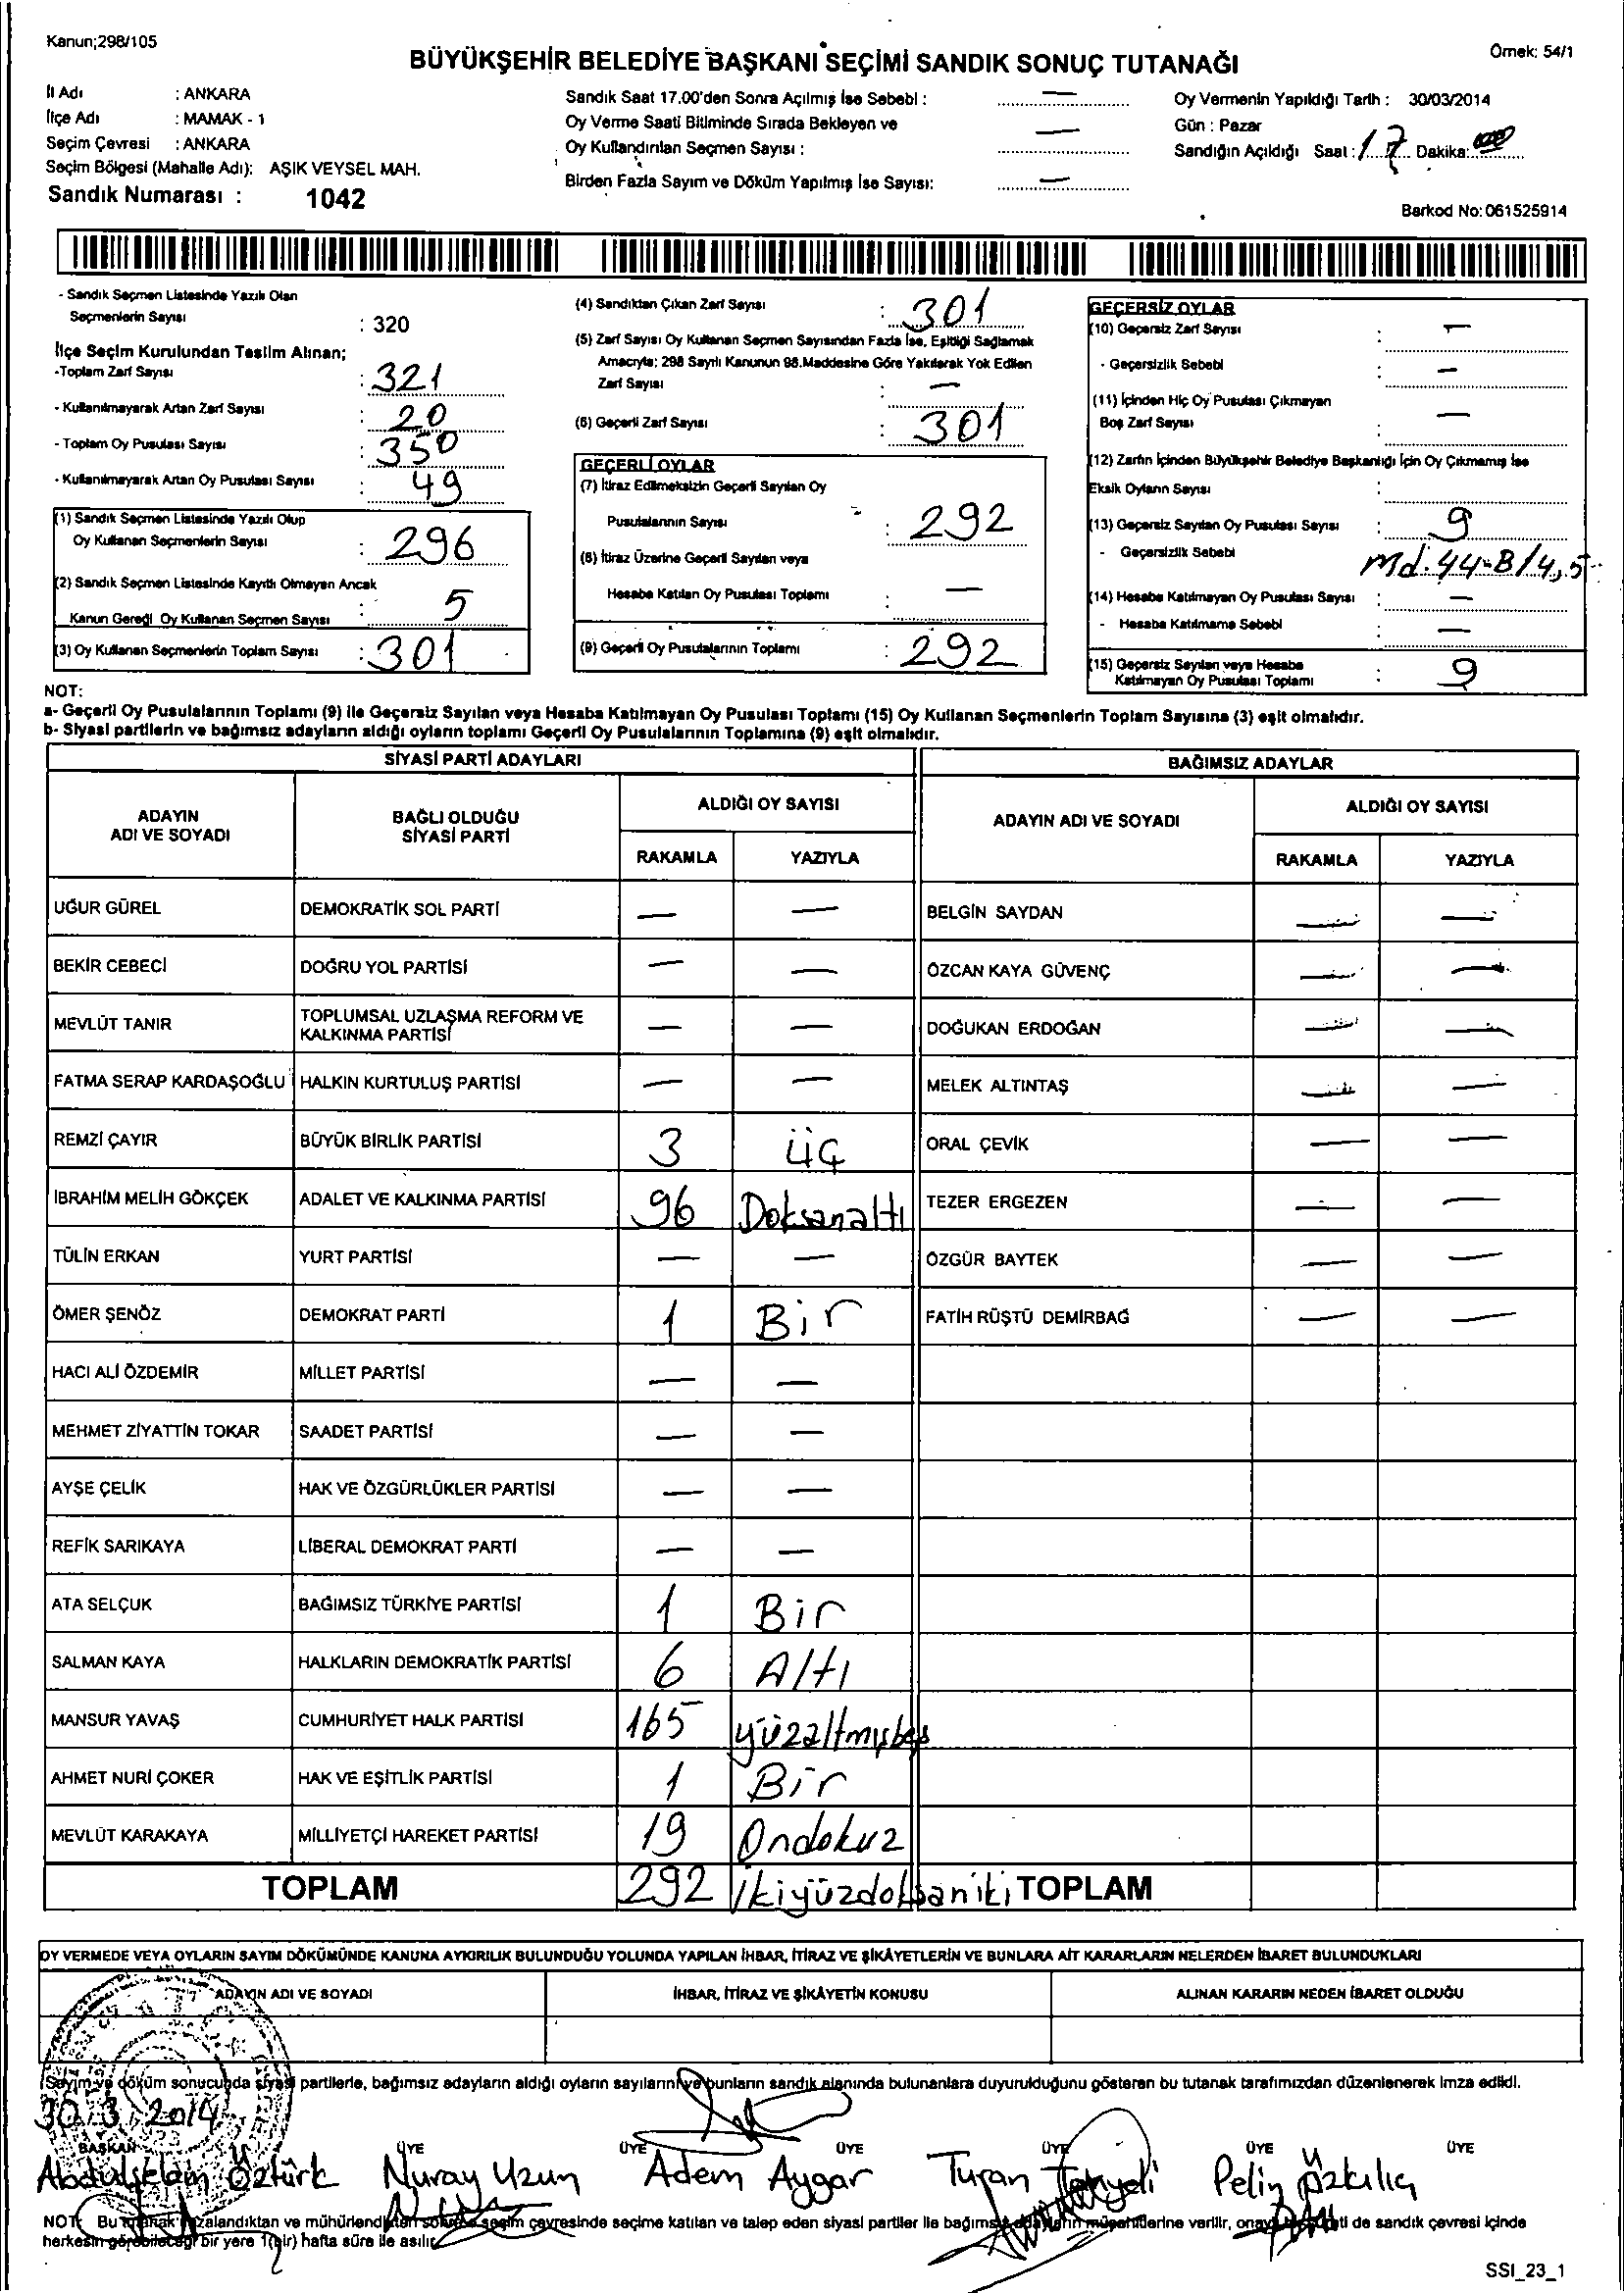 Kanun;298/105
BÜYÜKŞEHİR BELEDİYE BAŞKANI SEÇİMİ SANDIK SONUÇ TUTANAĞI
Örnek: 54/1
İl Adı : ANKARA
İlçe Adı : MAMAK - 1
Seçim Çevresi : ANKARA
Seçim Bölgesi (Mahalle Adı): AŞIK VEYSEL MAH.
Sandık Numarası : 1042
Sandık Saat 17.00'den Sonra Açılmış İse Sebebi : —
Oy Verme Saati Bitiminde Sırada Bekleyen ve
Oy Kullandırılan Seçmen Sayısı : —
Birden Fazla Sayım ve Döküm Yapılmış İse Sayısı: —
Oy Vermenin Yapıldığı Tarih : 30/03/2014
Gün : Pazar
Sandığın Açıldığı Saat : 17 Dakika:
Barkod No: 061525914
- Sandık Seçmen Listesinde Yazılı Olan
Seçmenlerin Sayısı : 320
İlçe Seçim Kurulundan Teslim Alınan;
-Toplam Zarf Sayısı : 321
- Kullanılmayarak Artan Zarf Sayısı : 20
- Toplam Oy Pusulası Sayısı : 350
- Kullanılmayarak Artan Oy Pusulası Sayısı : 49
(1) Sandık Seçmen Listesinde Yazılı Olup
Oy Kullanan Seçmenlerin Sayısı : 296
(2) Sandık Seçmen Listesinde Kayıtlı Olmayan Ancak
Kanun Gereği Oy Kullanan Seçmen Sayısı : 5
(3) Oy Kullanan Seçmenlerin Toplam Sayısı : 301
(4) Sandıktan Çıkan Zarf Sayısı : 301
(5) Zarf Sayısı Oy Kullanan Seçmen Sayısından Fazla İse, Eşitliği Sağlamak
Amacıyla; 298 Sayılı Kanunun 98.Maddesine Göre Yakılarak Yok Edilen
Zarf Sayısı : —
(6) Geçerli Zarf Sayısı : 301
GEÇERLİ OYLAR
(7) İtiraz Edilmeksizin Geçerli Sayılan Oy
Pusulalarının Sayısı : 292
(8) İtiraz Üzerine Geçerli Sayılan veya
Hesaba Katılan Oy Pusulası Toplamı : —
(9) Geçerli Oy Pusulalarının Toplamı : 292
GEÇERSİZ OYLAR
(10) Geçersiz Zarf Sayısı : —
- Geçersizlik Sebebi : —
(11) İçinden Hiç Oy Pusulası Çıkmayan
Boş Zarf Sayısı : —
(12) Zarfın İçinden Büyükşehir Belediye Başkanlığı İçin Oy Çıkmamış İse
Eksik Oyların Sayısı :
(13) Geçersiz Sayılan Oy Pusulası Sayısı : 9
- Geçersizlik Sebebi : Md. 44-B/4,5
(14) Hesaba Katılmayan Oy Pusulası Sayısı : —
- Hesaba Katılmama Sebebi : —
(15) Geçersiz Sayılan veya Hesaba
Katılmayan Oy Pusulası Toplamı : 9
NOT:
a- Geçerli Oy Pusulalarının Toplamı (9) ile Geçersiz Sayılan veya Hesaba Katılmayan Oy Pusulası Toplamı (15) Oy Kullanan Seçmenlerin Toplam Sayısına (3) eşit olmalıdır.
b- Siyasi partilerin ve bağımsız adayların aldığı oyların toplamı Geçerli Oy Pusulalarının Toplamına (9) eşit olmalıdır.
SİYASİ PARTİ ADAYLARI BAĞIMSIZ ADAYLAR
ADAYIN ADI VE SOYADI BAĞLI OLDUĞU SİYASİ PARTİ ALDIĞI OY SAYISI ADAYIN ADI VE SOYADI ALDIĞI OY SAYISI
RAKAMLA YAZIYLA RAKAMLA YAZIYLA
UĞUR GÜREL DEMOKRATİK SOL PARTİ — — BELGİN SAYDAN — —
BEKİR CEBECİ DOĞRU YOL PARTİSİ — — ÖZCAN KAYA GÜVENÇ — —
MEVLÜT TANIR TOPLUMSAL UZLAŞMA REFORM VE KALKINMA PARTİSİ — — DOĞUKAN ERDOĞAN — —
FATMA SERAP KARDAŞOĞLU HALKIN KURTULUŞ PARTİSİ — — MELEK ALTINTAŞ — —
REMZİ ÇAYIR BÜYÜK BİRLİK PARTİSİ 3 üç ORAL ÇEVİK — —
İBRAHİM MELİH GÖKÇEK ADALET VE KALKINMA PARTİSİ 96 Doksanaltı TEZER ERGEZEN — —
TÜLİN ERKAN YURT PARTİSİ — — ÖZGÜR BAYTEK — —
ÖMER ŞENÖZ DEMOKRAT PARTİ 1 Bir FATİH RÜŞTÜ DEMİRBAĞ — —
HACI ALİ ÖZDEMİR MİLLET PARTİSİ — —
MEHMET ZİYATTİN TOKAR SAADET PARTİSİ — —
AYŞE ÇELİK HAK VE ÖZGÜRLÜKLER PARTİSİ — —
REFİK SARIKAYA LİBERAL DEMOKRAT PARTİ — —
ATA SELÇUK BAĞIMSIZ TÜRKİYE PARTİSİ 1 Bir
SALMAN KAYA HALKLARIN DEMOKRATİK PARTİSİ 6 Altı
MANSUR YAVAŞ CUMHURİYET HALK PARTİSİ 165 yüzaltmışbeş
AHMET NURİ ÇOKER HAK VE EŞİTLİK PARTİSİ 1 Bir
MEVLÜT KARAKAYA MİLLİYETÇİ HAREKET PARTİSİ 19 Ondokuz
TOPLAM 292 ikiyüzdoksaniki TOPLAM
OY VERMEDE VEYA OYLARIN SAYIM DÖKÜMÜNDE KANUNA AYKIRILIK BULUNDUĞU YOLUNDA YAPILAN İHBAR, İTİRAZ VE ŞİKÂYETLERİN VE BUNLARA AİT KARARLARIN NELERDEN İBARET BULUNDUKLARI
ADAYIN ADI VE SOYADI İHBAR, İTİRAZ VE ŞİKÂYETİN KONUSU ALINAN KARARIN NEDEN İBARET OLDUĞU
Sayım ve döküm sonucunda siyasi partilerle, bağımsız adayların aldığı oyların sayılarını ve bunların sandık alanında bulunanlara duyurulduğunu gösteren bu tutanak tarafımızdan düzenlenerek imza edildi.
30.3.2014
BAŞKAN ÜYE ÜYE ÜYE ÜYE ÜYE ÜYE
Abdulselam Öztürk Nuray Uzun Adem Aygar Turan Tekyeli Pelin Özkılıç
NOT: Bu tutanak imzalandıktan ve mühürlendikten sonra seçim çevresinde seçime katılan ve talep eden siyasi partiler ile bağımsız adayların müşahitlerine verilir, onaylı bir sureti de sandık çevresi içinde
herkesin görebileceği bir yere 1(bir) hafta süre ile asılır.
SSI_23_1